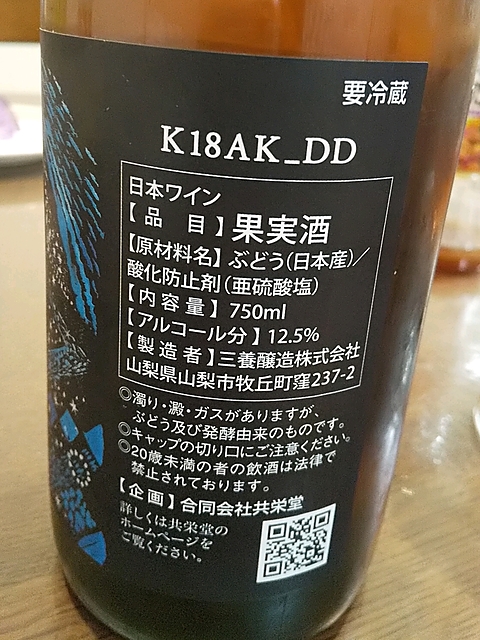 要冷蔵
K18AK_DD
日本ワイン
【品 目】果実酒
【原材料名】ぶどう(日本産)／
酸化防止剤(亜硫酸塩)
【内容量】750ml
【アルコール分】12.5%
【製造者】三養醸造株式会社
山梨県山梨市牧丘町窪237-2
◎濁り・澱・ガスがありますが、
ぶどう及び発酵由来のものです。
◎キャップの切り口にご注意ください。
◎20歳未満の者の飲酒は法律で
禁止されております。
【企画】合同会社共栄堂
詳しくは共栄堂の
ホームページを
ご覧ください。